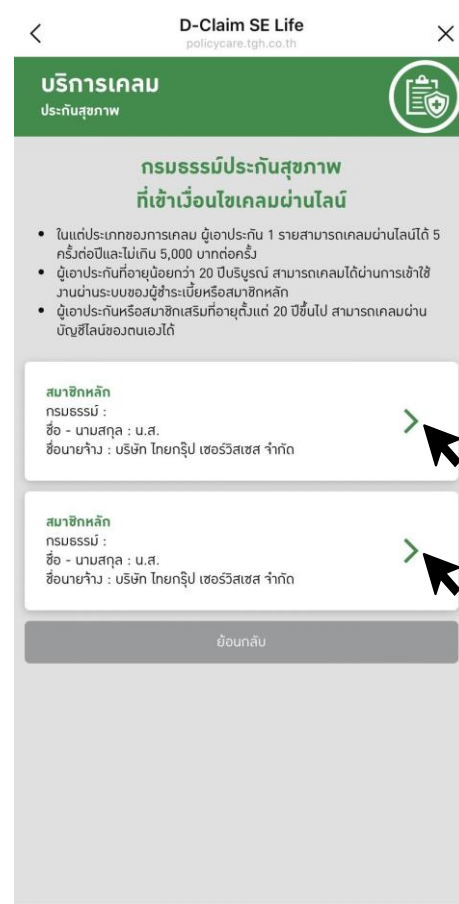 D-Claim SE Life
policycare.tgh.co.th
บริการเคลม
ประกันสุขภาพ
กรมธรรม์ประกันสุขภาพ
ที่เข้าเงื่อนไขเคลมผ่านไลน์
• ในแต่ประเภทของการเคลม ผู้เอาประกัน 1 รายสามารถเคลมผ่านไลน์ได้ 5
ครั้งต่อปีและไม่เกิน 5,000 บาทต่อครั้ง
• ผู้เอาประกันที่อายุน้อยกว่า 20 ปีบริบูรณ์ สามารถเคลมได้ผ่านการเข้าใช้
งานผ่านระบบของผู้ชำระเบี้ยหรือสมาชิกหลัก
• ผู้เอาประกันหรือสมาชิกเสริมที่อายุตั้งแต่ 20 ปีขึ้นไป สามารถเคลมผ่าน
บัญชีไลน์ของตนเองได้
สมาชิกหลัก
กรมธรรม์ :
ชื่อ - นามสกุล : น.ส.
ชื่อนายจ้าง : บริษัท ไทยกรุ๊ป เซอร์วิสเซส จำกัด
สมาชิกหลัก
กรมธรรม์ :
ชื่อ - นามสกุล : น.ส.
ชื่อนายจ้าง : บริษัท ไทยกรุ๊ป เซอร์วิสเซส จำกัด
ย้อนกลับ